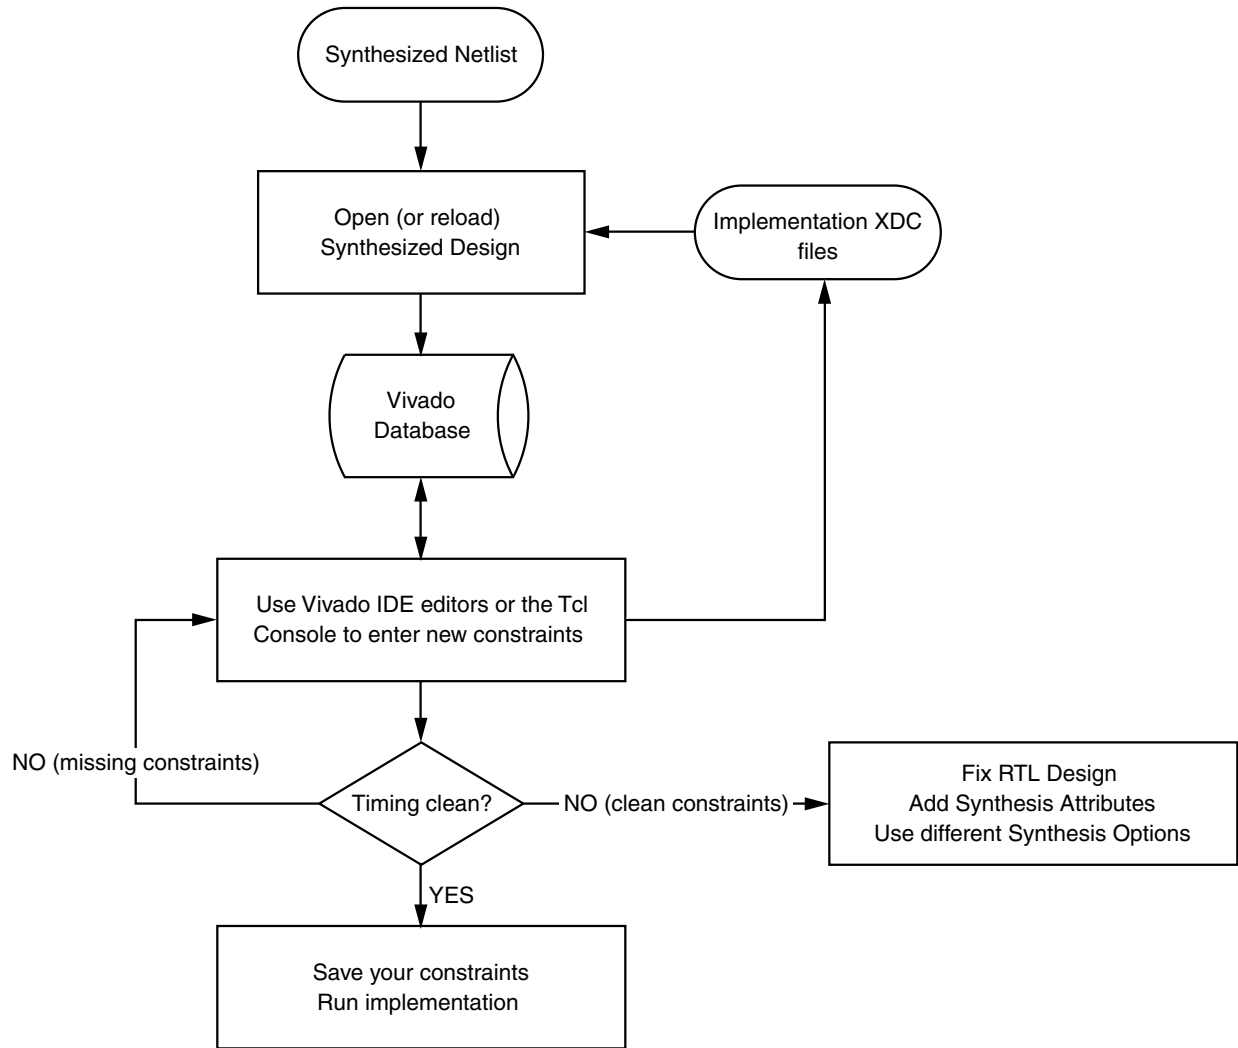 Synthesized Netlist
Open (or reload)
Synthesized Design
Implementation XDC
files
Vivado
Database
Use Vivado IDE editors or the Tcl
Console to enter new constraints
NO (missing constraints)
Timing clean?
NO (clean constraints)
Fix RTL Design
Add Synthesis Attributes
Use different Synthesis Options
YES
Save your constraints
Run implementation